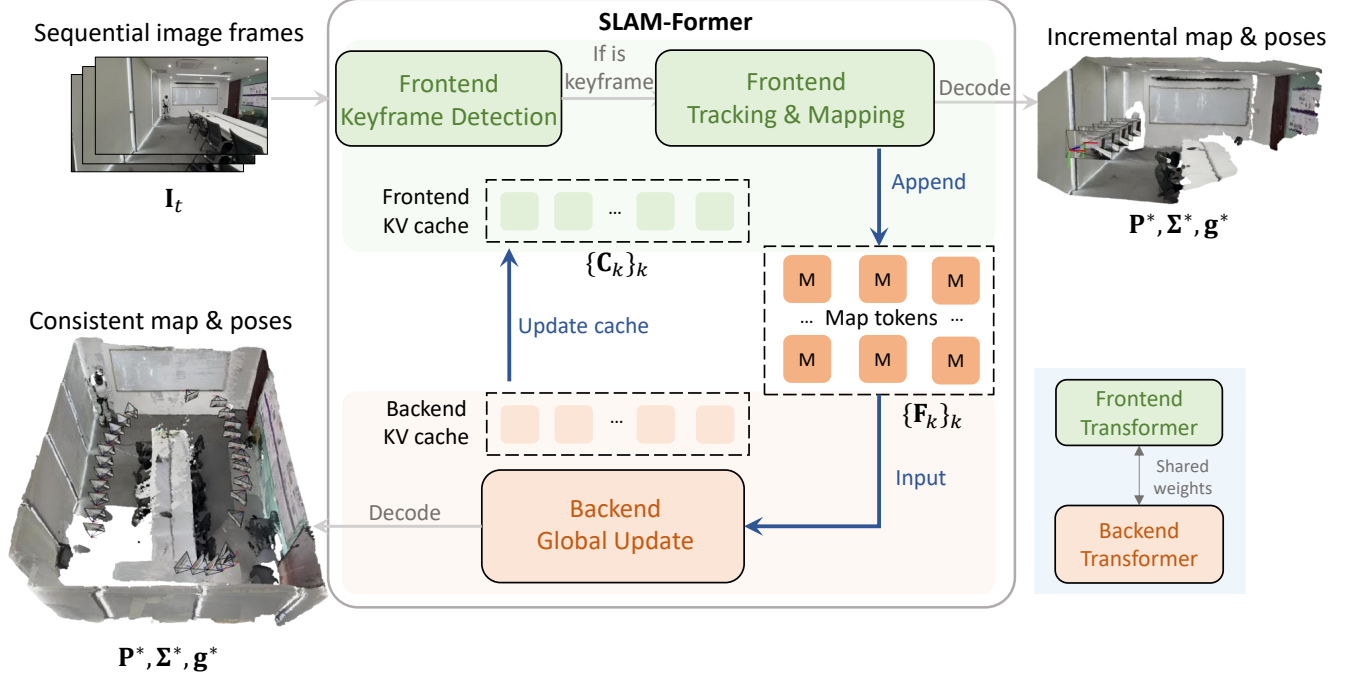 SLAM-Former
Sequential image frames
If is
keyframe
Incremental map & poses
Frontend
Keyframe Detection
Frontend
Tracking & Mapping
Decode
I_t
Append
Frontend
KV cache
...
P*, Σ*, g*
{C_k}_k
M M M
... Map tokens ...
M M M
Consistent map & poses
Update cache
{F_k}_k
Backend
KV cache
...
Frontend
Transformer
Shared
weights
Input
Backend
Transformer
Decode
Backend
Global Update
P*, Σ*, g*